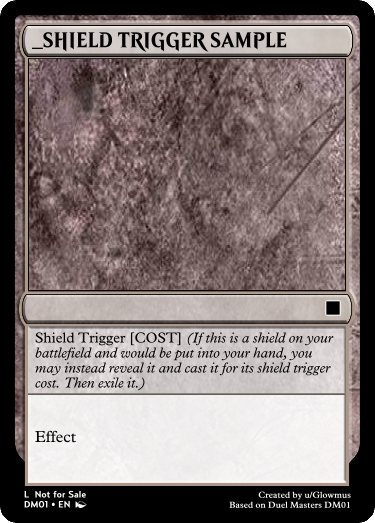 _SHIELD TRIGGER SAMPLE
Shield Trigger [COST] (If this is a shield on your
battlefield and would be put into your hand, you
may instead reveal it and cast it for its shield trigger
cost. Then exile it.)
Effect
L Not for Sale
DM01 • EN
Created by u/Glowmus
Based on Duel Masters DM01